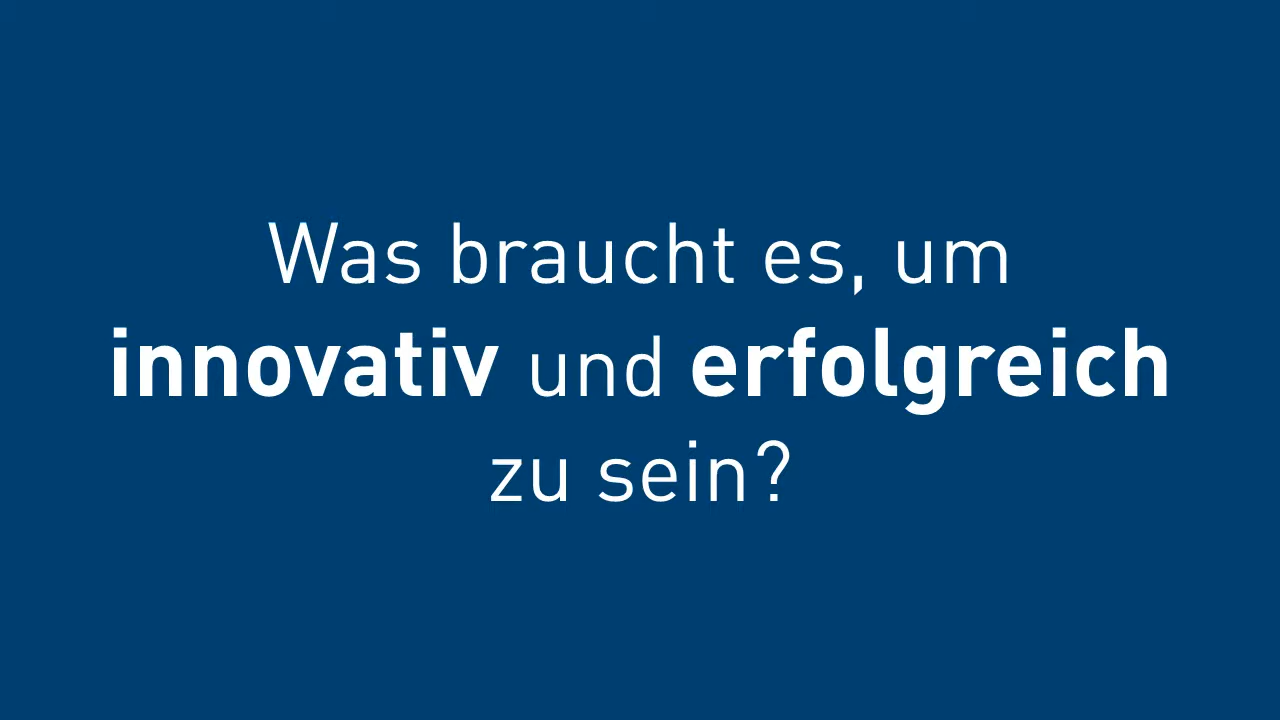 Was braucht es, um
innovativ und erfolgreich
zu sein?